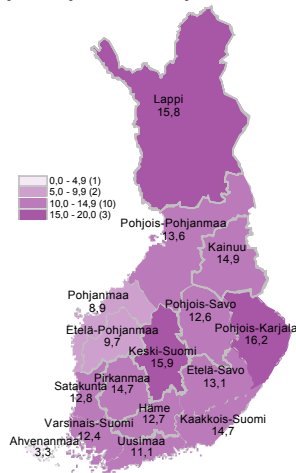 Lappi
15,8
0,0 - 4,9 (1)
5,0 - 9,9 (2)
10,0 - 14,9 (10)
15,0 - 20,0 (3)
Pohjois-Pohjanmaa
13,6
Kainuu
14,9
Pohjanmaa
8,9
Pohjois-Savo
12,6
Etelä-Pohjanmaa
9,7
Pohjois-Karjala
16,2
Keski-Suomi
15,9
Etelä-Savo
13,1
Pirkanmaa
14,7
Satakunta
12,8
Häme
12,7
Kaakkois-Suomi
14,7
Varsinais-Suomi
12,4
Uusimaa
11,1
Ahvenanmaa
3,3